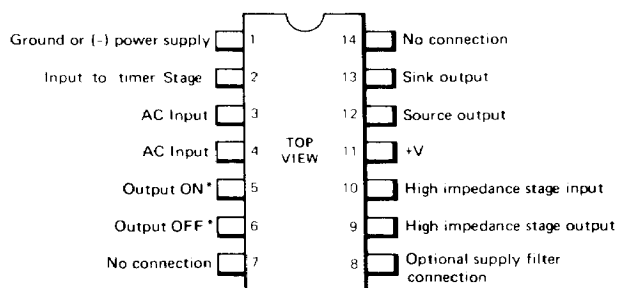 Ground or (-) power supply 1
Input to timer Stage 2
AC Input 3
AC Input 4
Output ON* 5
Output OFF* 6
No connection 7
TOP
VIEW
14 No connection
13 Sink output
12 Source output
11 +V
10 High impedance stage input
9 High impedance stage output
8 Optional supply filter
connection